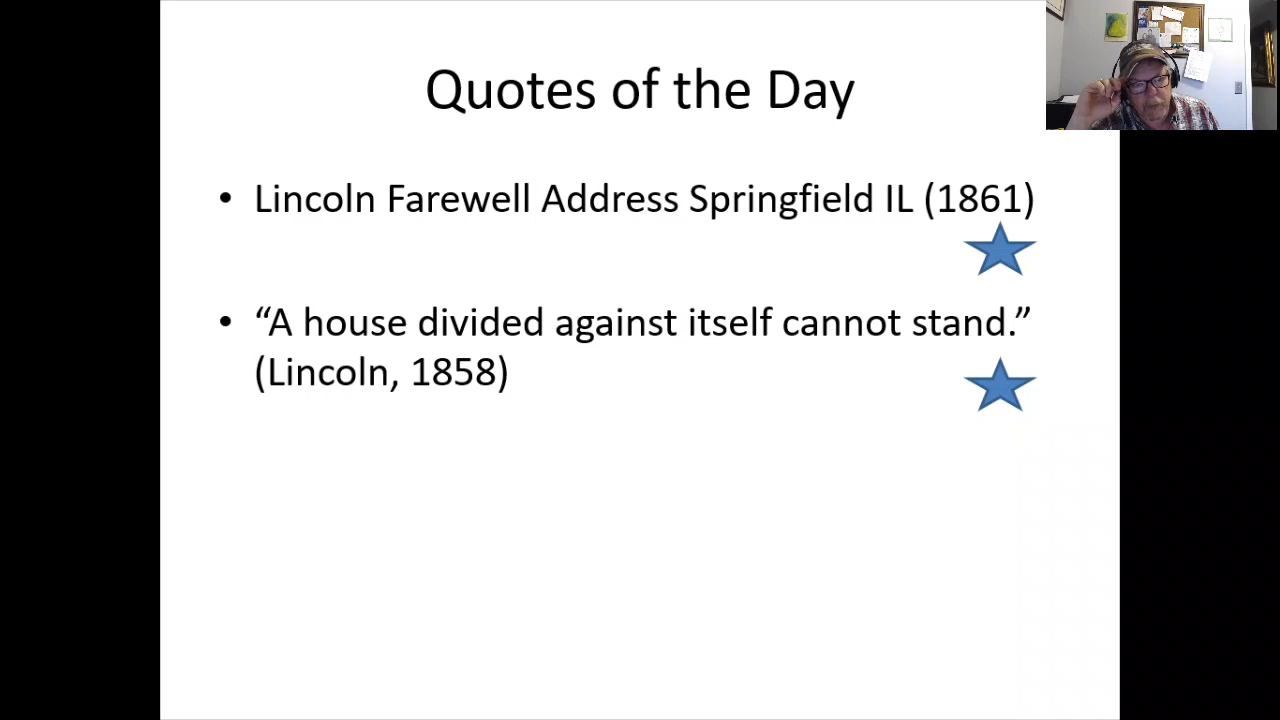 Quotes of the Day
• Lincoln Farewell Address Springfield IL (1861)
• “A house divided against itself cannot stand.”
(Lincoln, 1858)